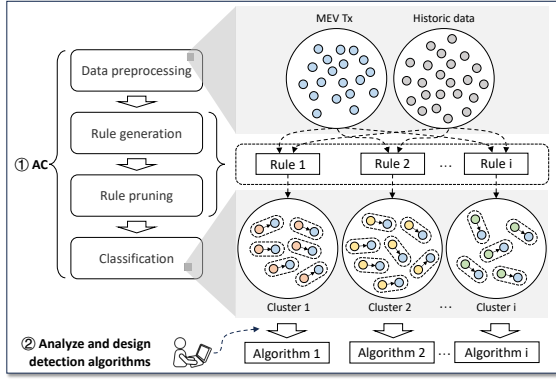 MEV Tx
Historic data
Data preprocessing
Rule generation
① AC
Rule 1
Rule 2
...
Rule i
Rule pruning
Classification
Cluster 1
Cluster 2
...
Cluster i
② Analyze and design
detection algorithms
Algorithm 1
Algorithm 2
...
Algorithm i